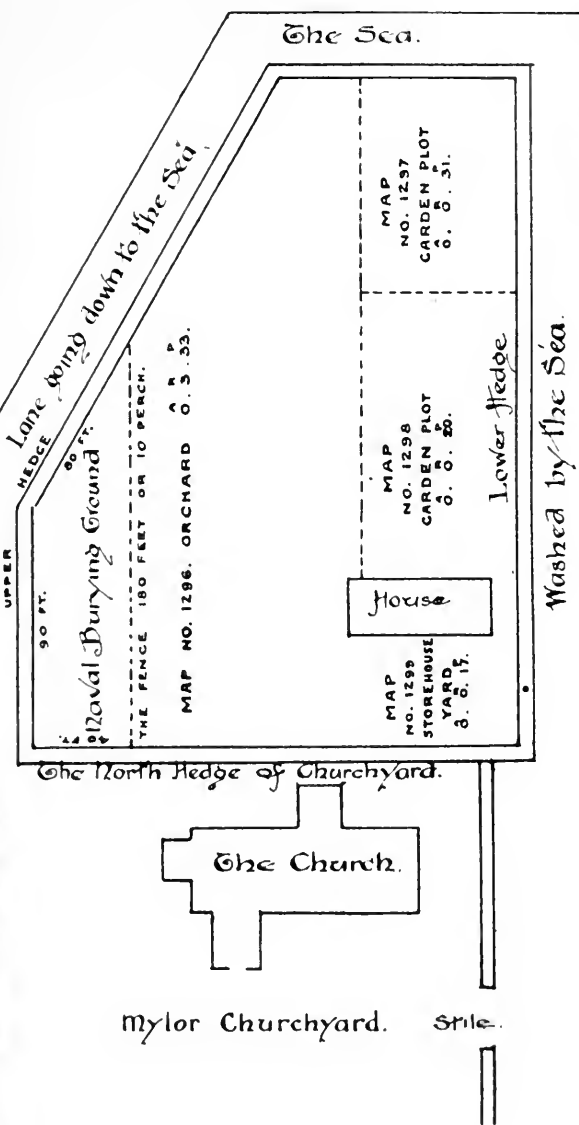 The Sea.
Lane going down to the Sea
UPPER
HEDGE
80 FT.
90 FT.
Naval Burying Ground
THE FENCE 180 FEET OR 10 PERCH.
MAP NO. 1296. ORCHARD
A R P
0.3.33.
MAP
NO. 1297
GARDEN PLOT
A R P
0.0.31.
MAP
NO. 1298
GARDEN PLOT
A R P
0.0.20.
Lower Hedge
Washed by the Sea.
House
MAP
NO. 1299
STOREHOUSE
YARD
0.17.
The North Hedge of Churchyard.
The Church.
Mylor Churchyard.
Stile.